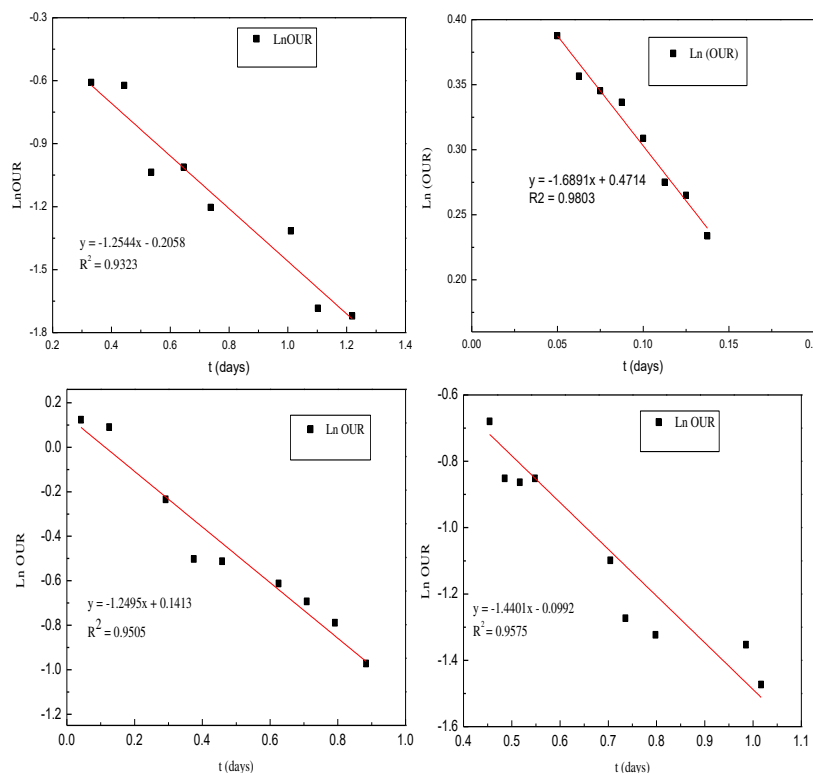 -0.3
-0.6
-0.9
-1.2
-1.5
-1.8
LnOUR
LnOUR
y = -1.2544x - 0.2058
R2 = 0.9323
0.2
0.4
0.6
0.8
1.0
1.2
1.4
t (days)
0.40
0.35
0.30
0.25
0.20
Ln (OUR)
Ln (OUR)
y = -1.6891x + 0.4714
R2 = 0.9803
0.00
0.05
0.10
0.15
t (days)
0.2
0.0
-0.2
-0.4
-0.6
-0.8
-1.0
-1.2
Ln OUR
Ln OUR
y = -1.2495x + 0.1413
R2 = 0.9505
0.0
0.2
0.4
0.6
0.8
1.0
t (days)
-0.6
-0.8
-1.0
-1.2
-1.4
-1.6
Ln OUR
Ln OUR
y = -1.4401x - 0.0992
R2 = 0.9575
0.4
0.5
0.6
0.7
0.8
0.9
1.0
1.1
t (days)